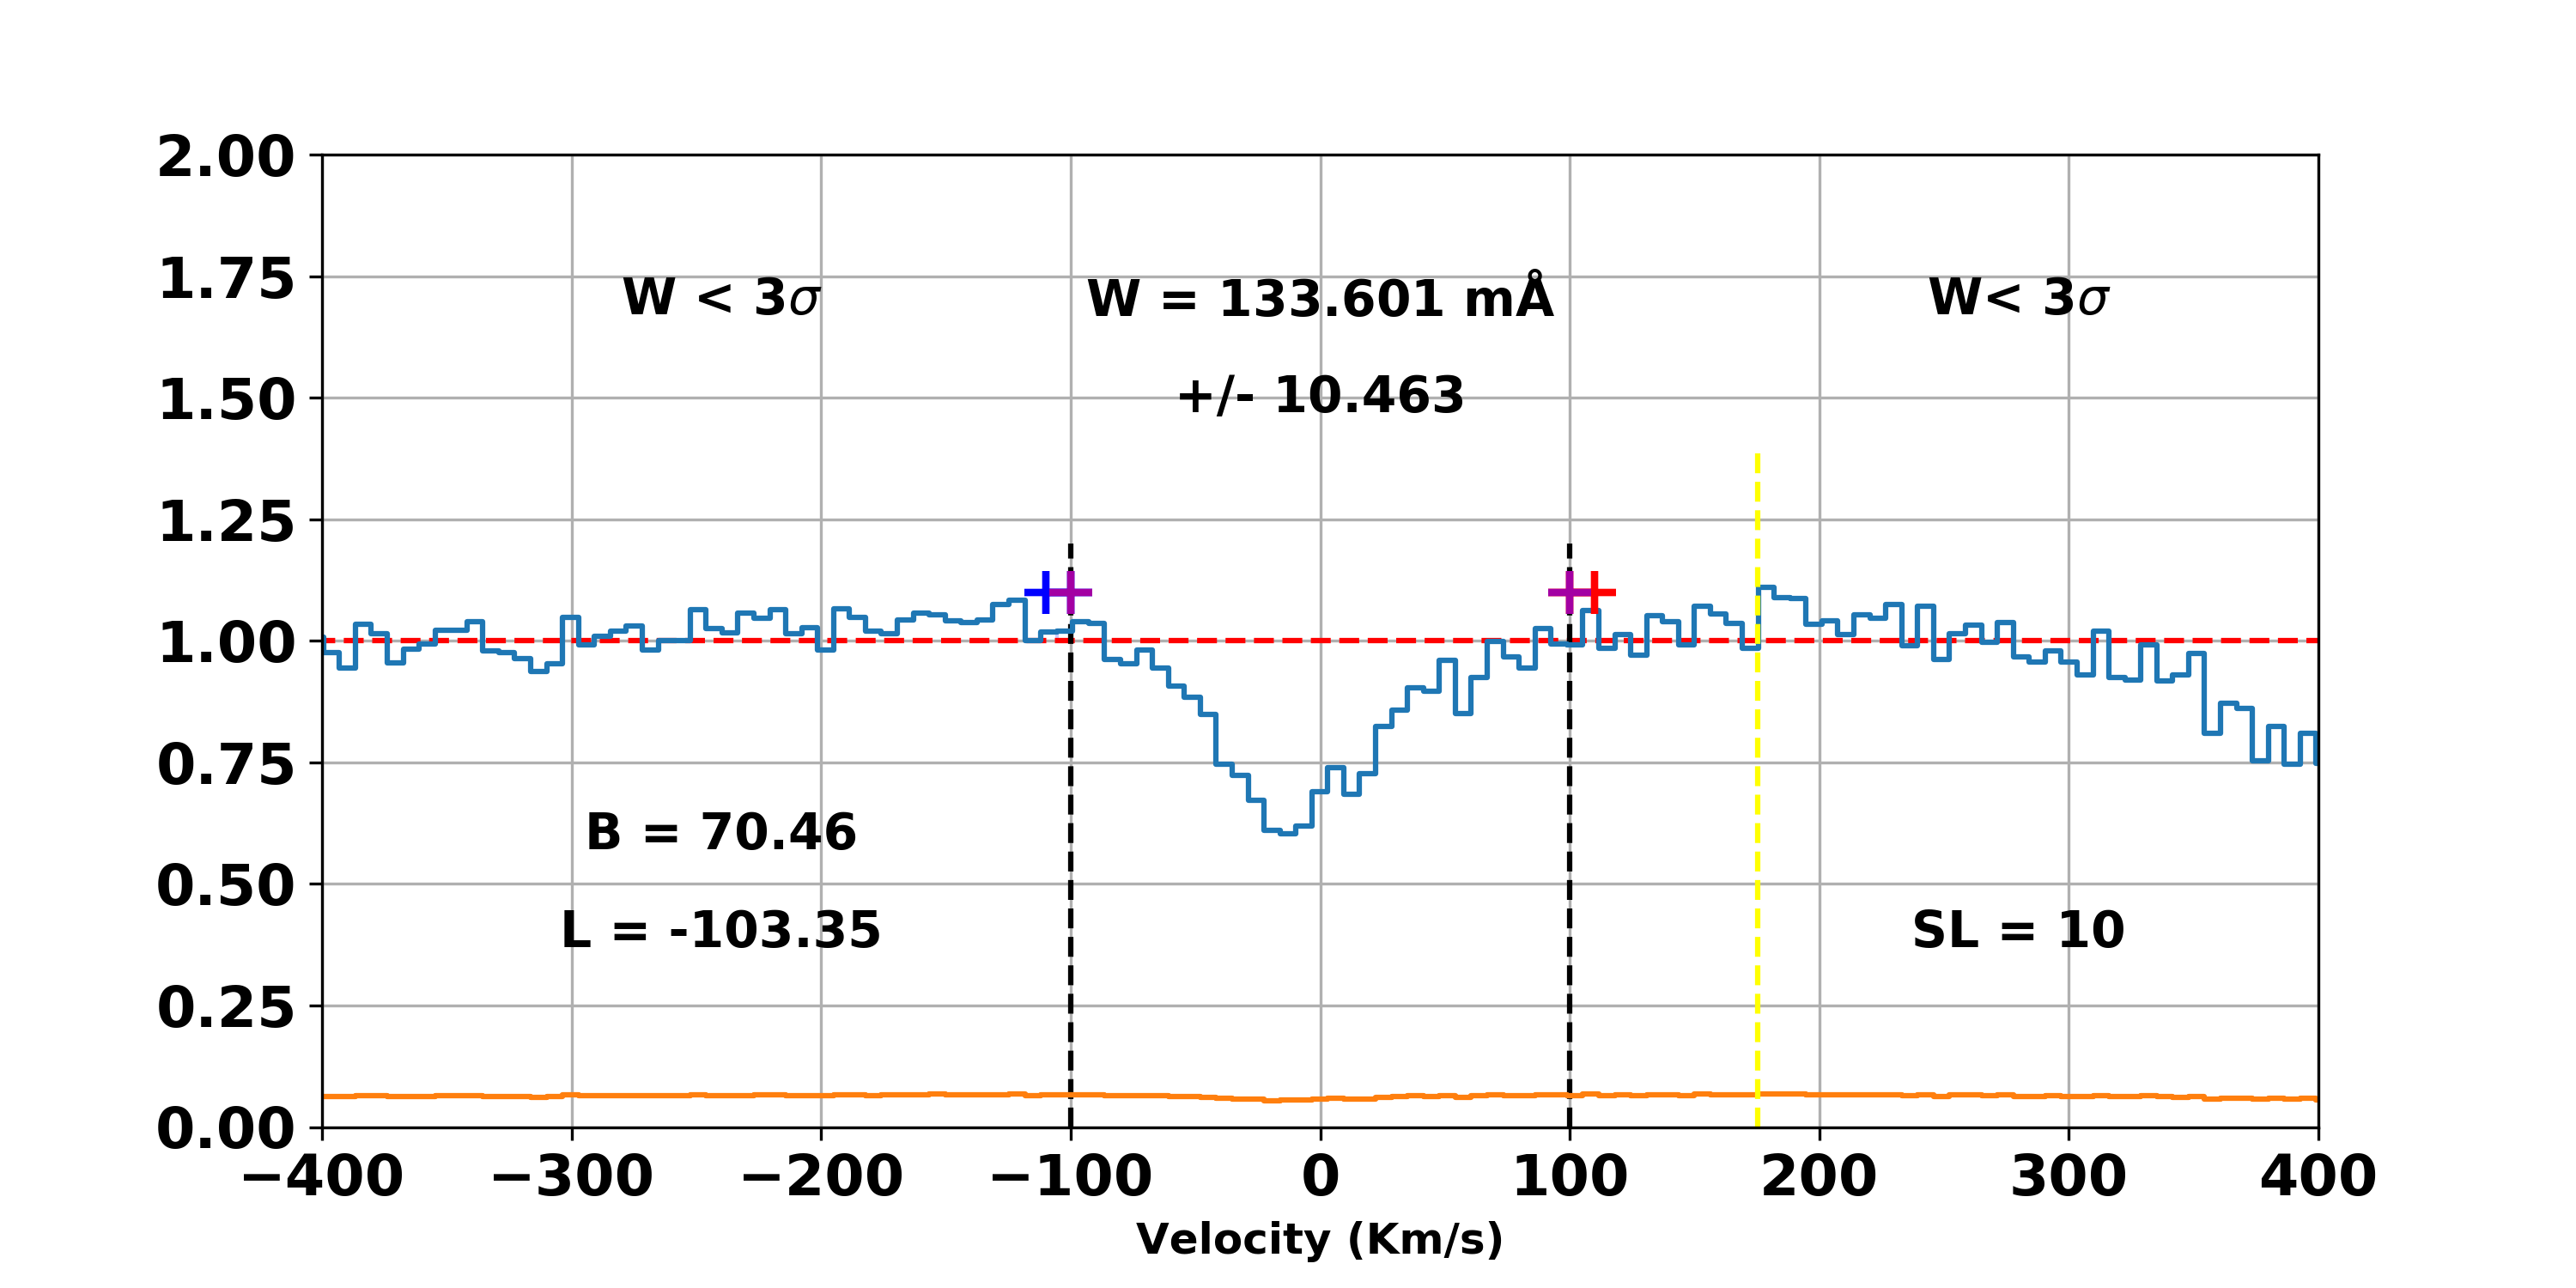 2.00
1.75
W < 3σ
W = 133.601 mÅ
W< 3σ
1.50
+/- 10.463
1.25
1.00
0.75
B = 70.46
0.50
L = -103.35
SL = 10
0.25
0.00
−400 −300 −200 −100 0 100 200 300 400
Velocity (Km/s)